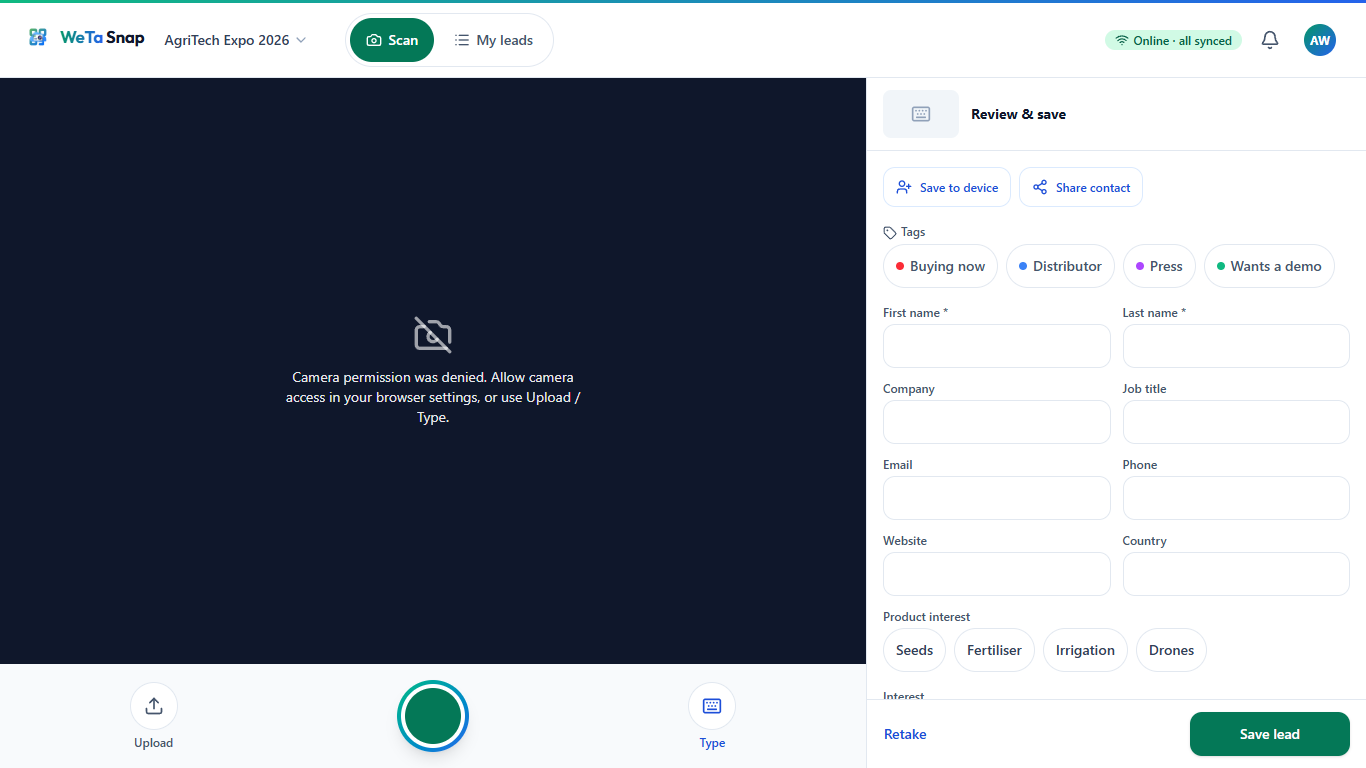 WeTa Snap
AgriTech Expo 2026
Scan
My leads
Online · all synced
AW
Camera permission was denied. Allow camera
access in your browser settings, or use Upload /
Type.
Upload
Type
Review & save
Save to device
Share contact
Tags
Buying now
Distributor
Press
Wants a demo
First name *
Last name *
Company
Job title
Email
Phone
Website
Country
Product interest
Seeds
Fertiliser
Irrigation
Drones
Interest
Retake
Save lead